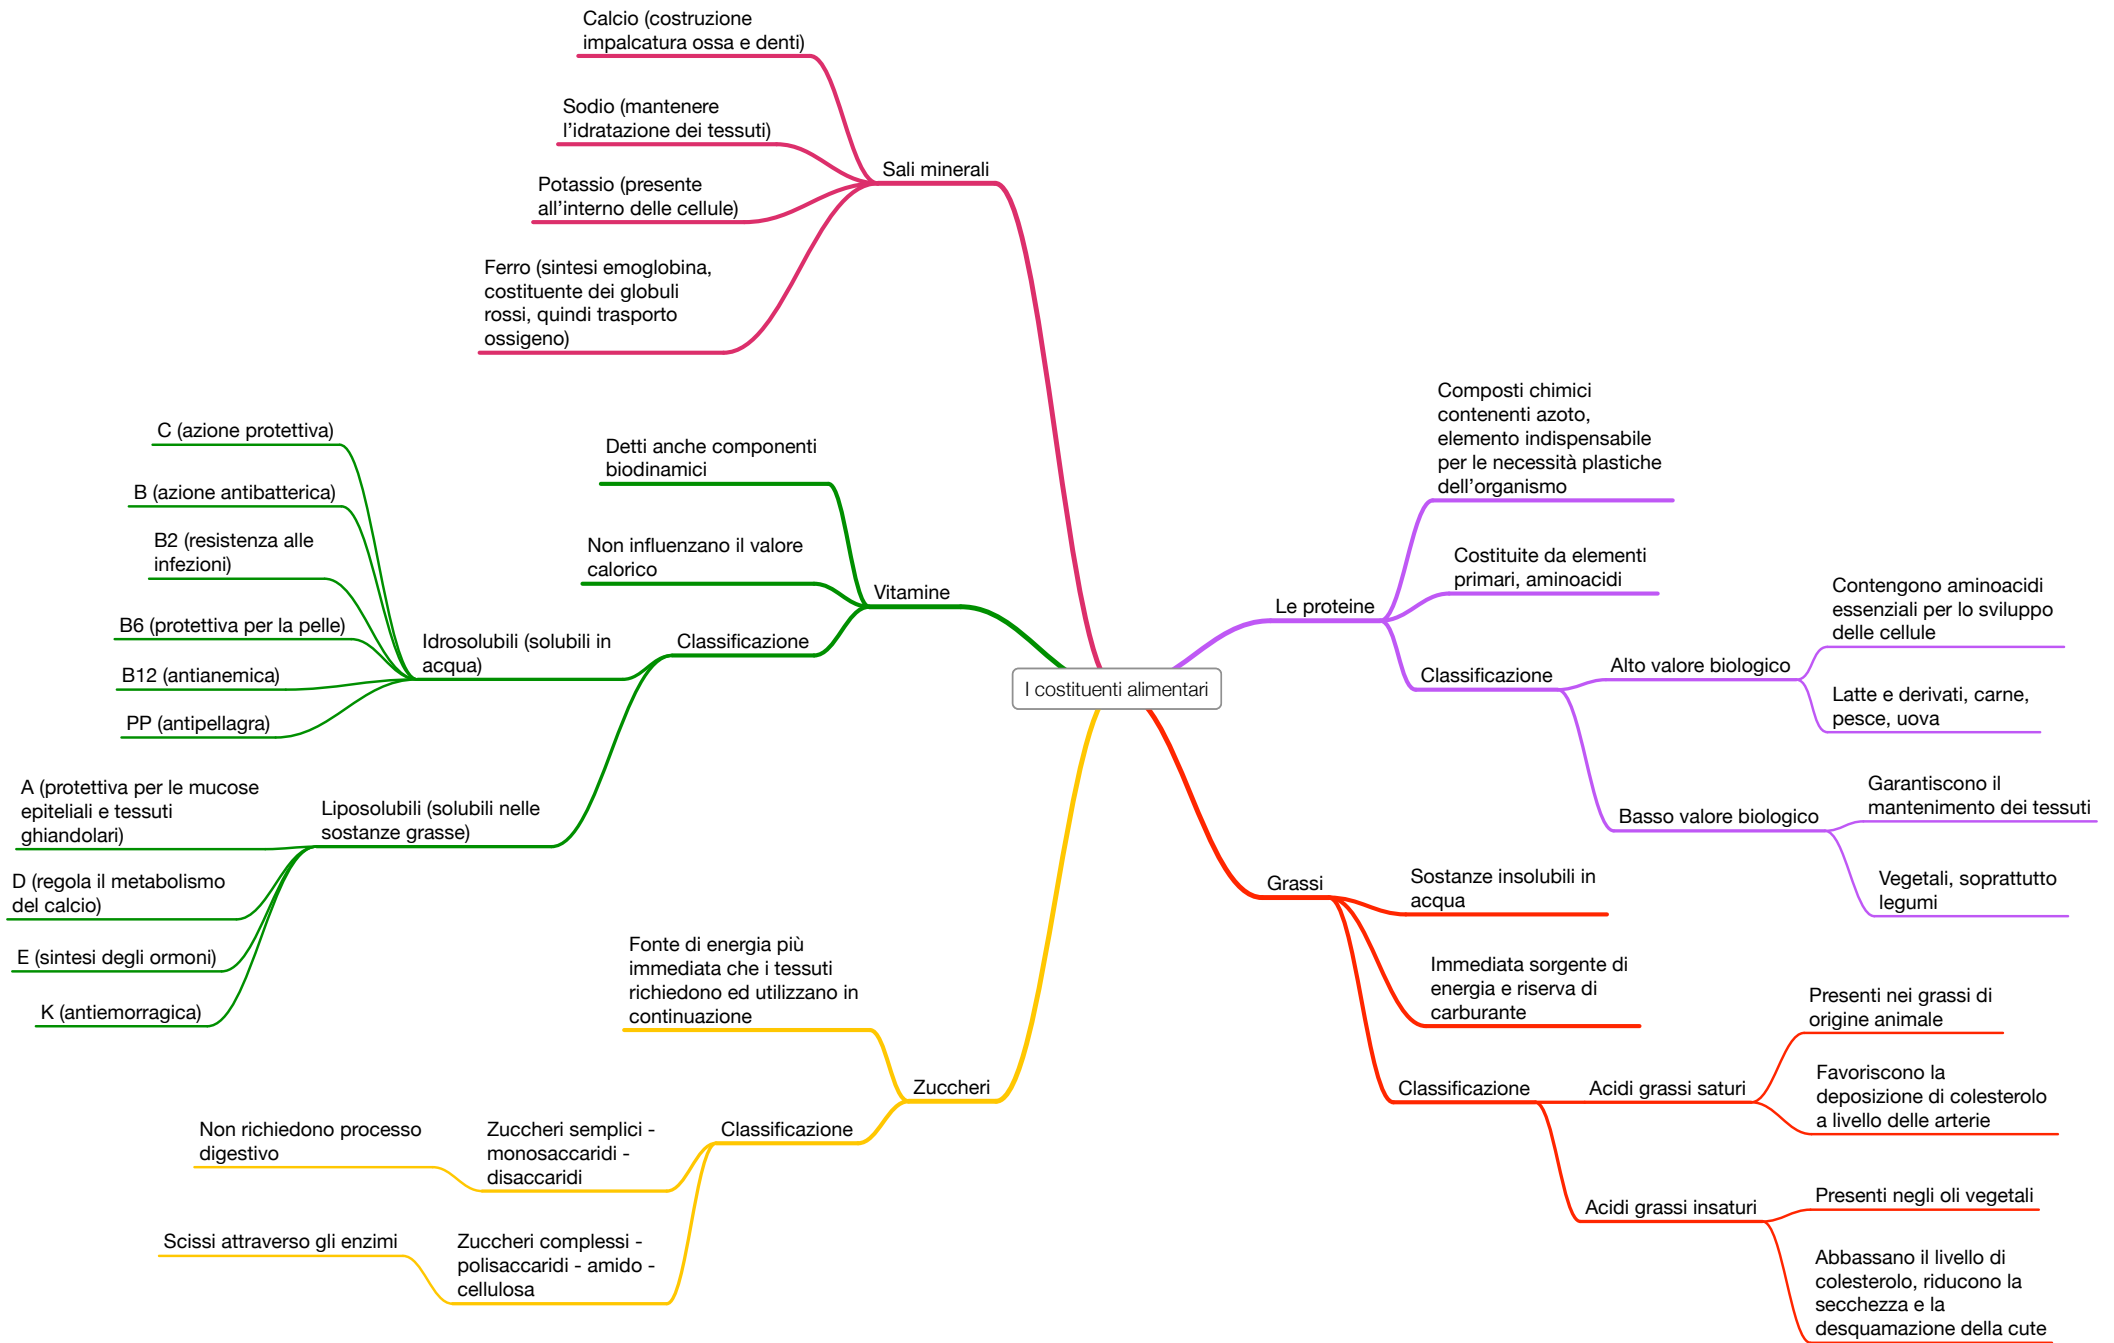 I costituenti alimentari
Sali minerali
Calcio (costruzione
impalcatura ossa e denti)
Sodio (mantenere
l'idratazione dei tessuti)
Potassio (presente
all'interno delle cellule)
Ferro (sintesi emoglobina,
costituente dei globuli
rossi, quindi trasporto
ossigeno)
Vitamine
Detti anche componenti
biodinamici
Non influenzano il valore
calorico
Classificazione
Idrosolubili (solubili in
acqua)
C (azione protettiva)
B (azione antibatterica)
B2 (resistenza alle
infezioni)
B6 (protettiva per la pelle)
B12 (antianemica)
PP (antipellagra)
Liposolubili (solubili nelle
sostanze grasse)
A (protettiva per le mucose
epiteliali e tessuti
ghiandolari)
D (regola il metabolismo
del calcio)
E (sintesi degli ormoni)
K (antiemorragica)
Zuccheri
Fonte di energia più
immediata che i tessuti
richiedono ed utilizzano in
continuazione
Classificazione
Zuccheri semplici -
monosaccaridi -
disaccaridi
Non richiedono processo
digestivo
Zuccheri complessi -
polisaccaridi - amido -
cellulosa
Scissi attraverso gli enzimi
Le proteine
Composti chimici
contenenti azoto,
elemento indispensabile
per le necessità plastiche
dell'organismo
Costituite da elementi
primari, aminoacidi
Classificazione
Alto valore biologico
Contengono aminoacidi
essenziali per lo sviluppo
delle cellule
Latte e derivati, carne,
pesce, uova
Basso valore biologico
Garantiscono il
mantenimento dei tessuti
Vegetali, soprattutto
legumi
Grassi
Sostanze insolubili in
acqua
Immediata sorgente di
energia e riserva di
carburante
Classificazione
Acidi grassi saturi
Presenti nei grassi di
origine animale
Favoriscono la
deposizione di colesterolo
a livello delle arterie
Acidi grassi insaturi
Presenti negli oli vegetali
Abbassano il livello di
colesterolo, riducono la
secchezza e la
desquamazione della cute